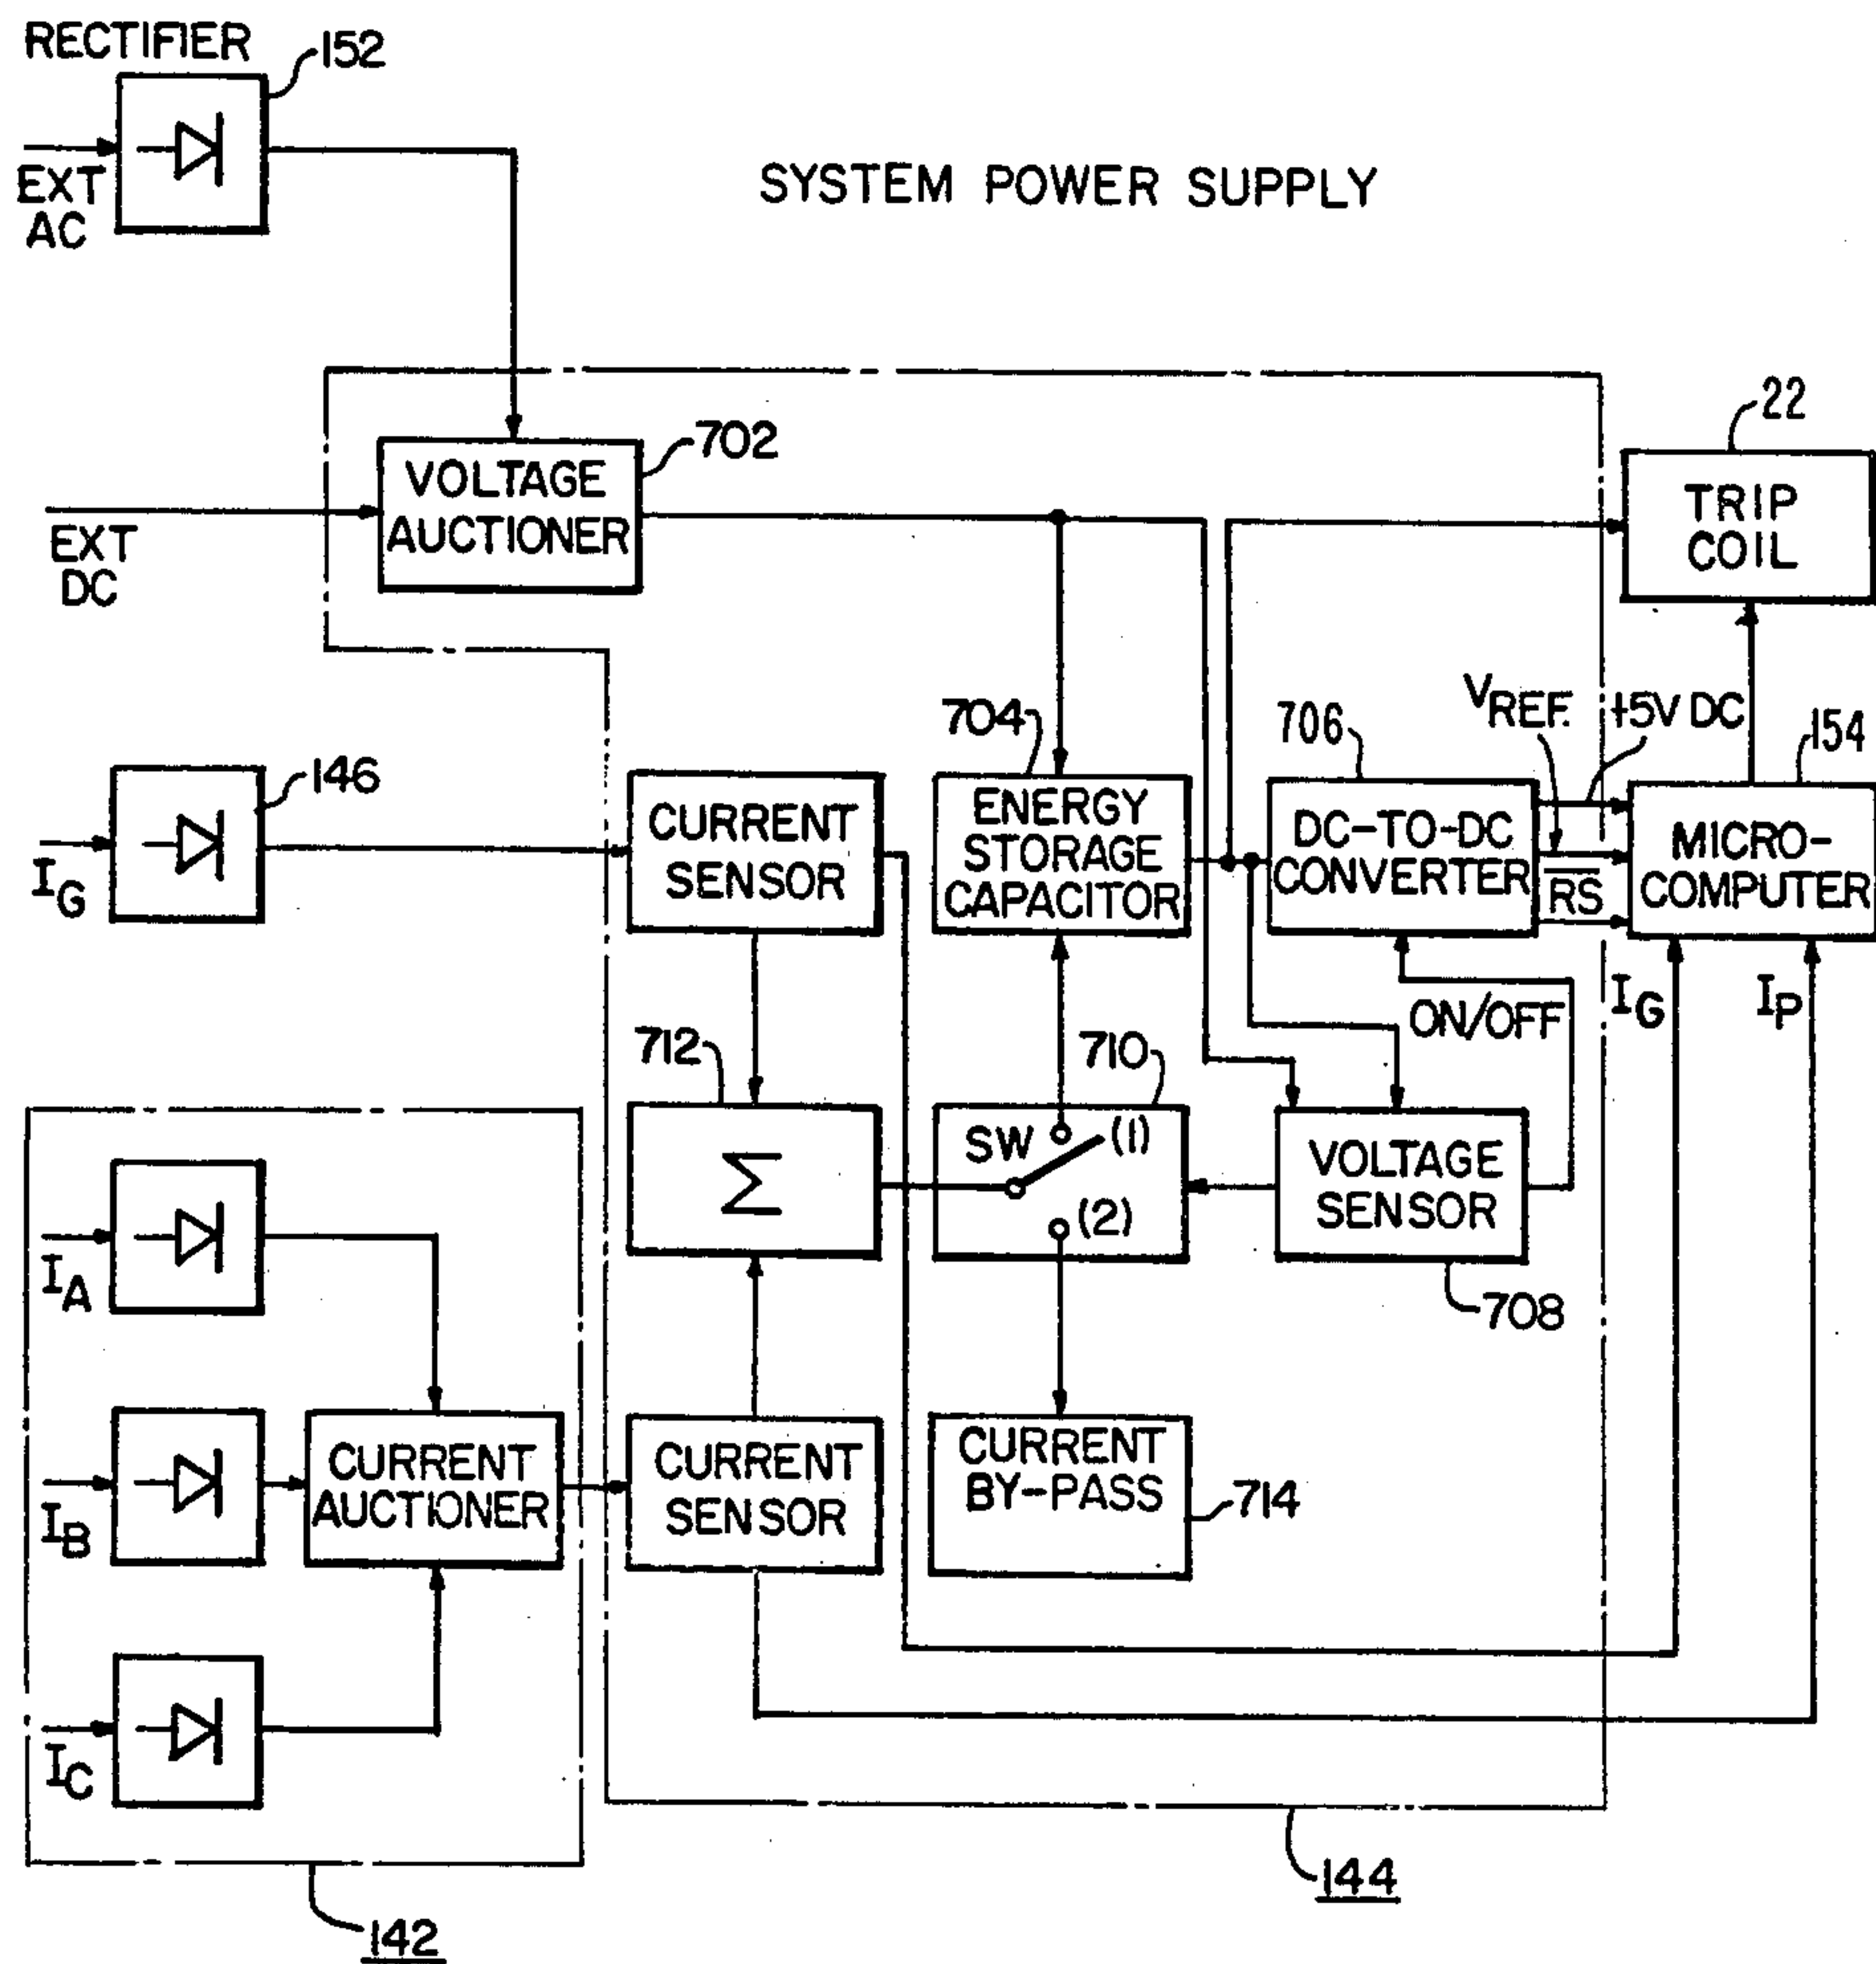 RECTIFIER
152
EXT
AC
SYSTEM POWER SUPPLY
702
VOLTAGE
AUCTIONER
EXT
DC
22
TRIP
COIL
VREF.
+5V DC
704
706
154
146
IG
CURRENT
SENSOR
ENERGY
STORAGE
CAPACITOR
DC-TO-DC
CONVERTER
RS
MICRO-
COMPUTER
ON/OFF
IG
IP
712
710
Σ
SW
(1)
(2)
VOLTAGE
SENSOR
708
IA
IB
IC
CURRENT
AUCTIONER
CURRENT
SENSOR
CURRENT
BY-PASS
714
144
142